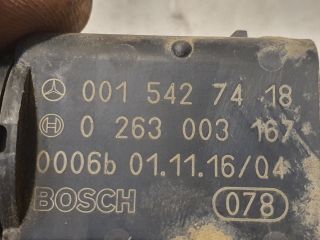 001 542 74 18
0 263 003 167
0006b 01.11.16/04
BOSCH 078